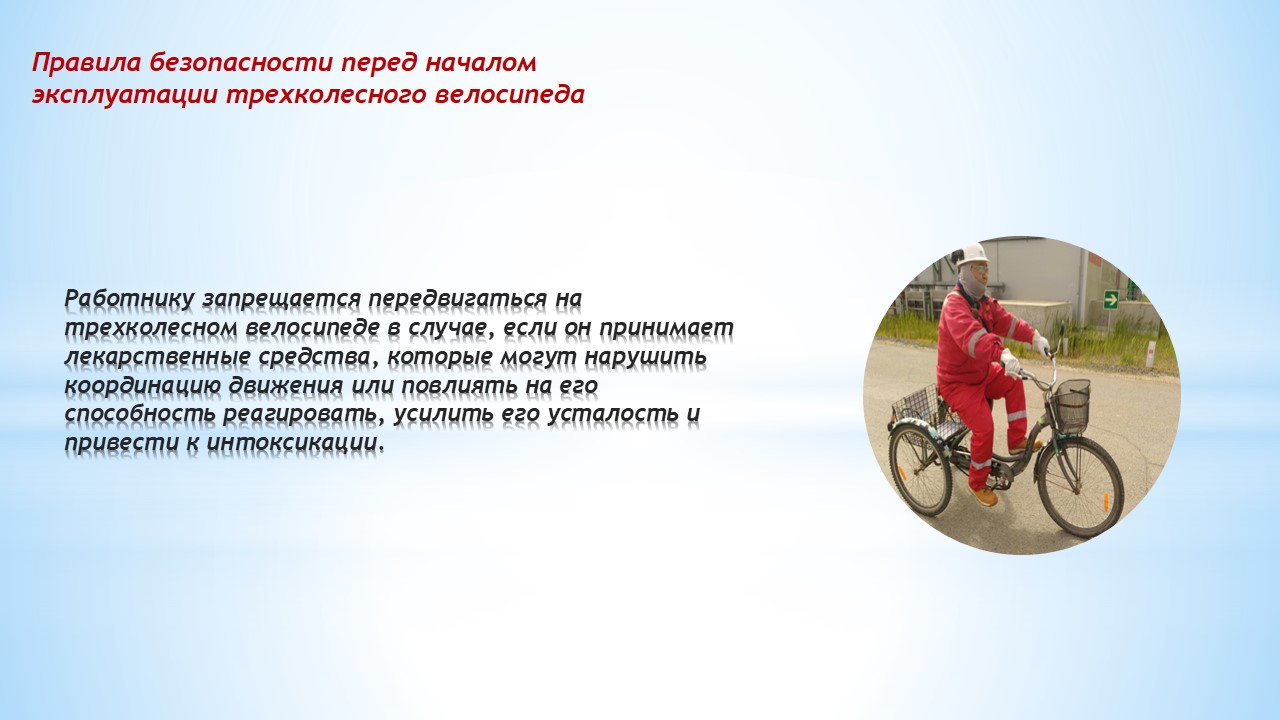 Правила безопасности перед началом
эксплуатации трехколесного велосипеда
Работнику запрещается передвигаться на
трехколесном велосипеде в случае, если он принимает
лекарственные средства, которые могут нарушить
координацию движения или повлиять на его
способность реагировать, усилить его усталость и
привести к интоксикации.